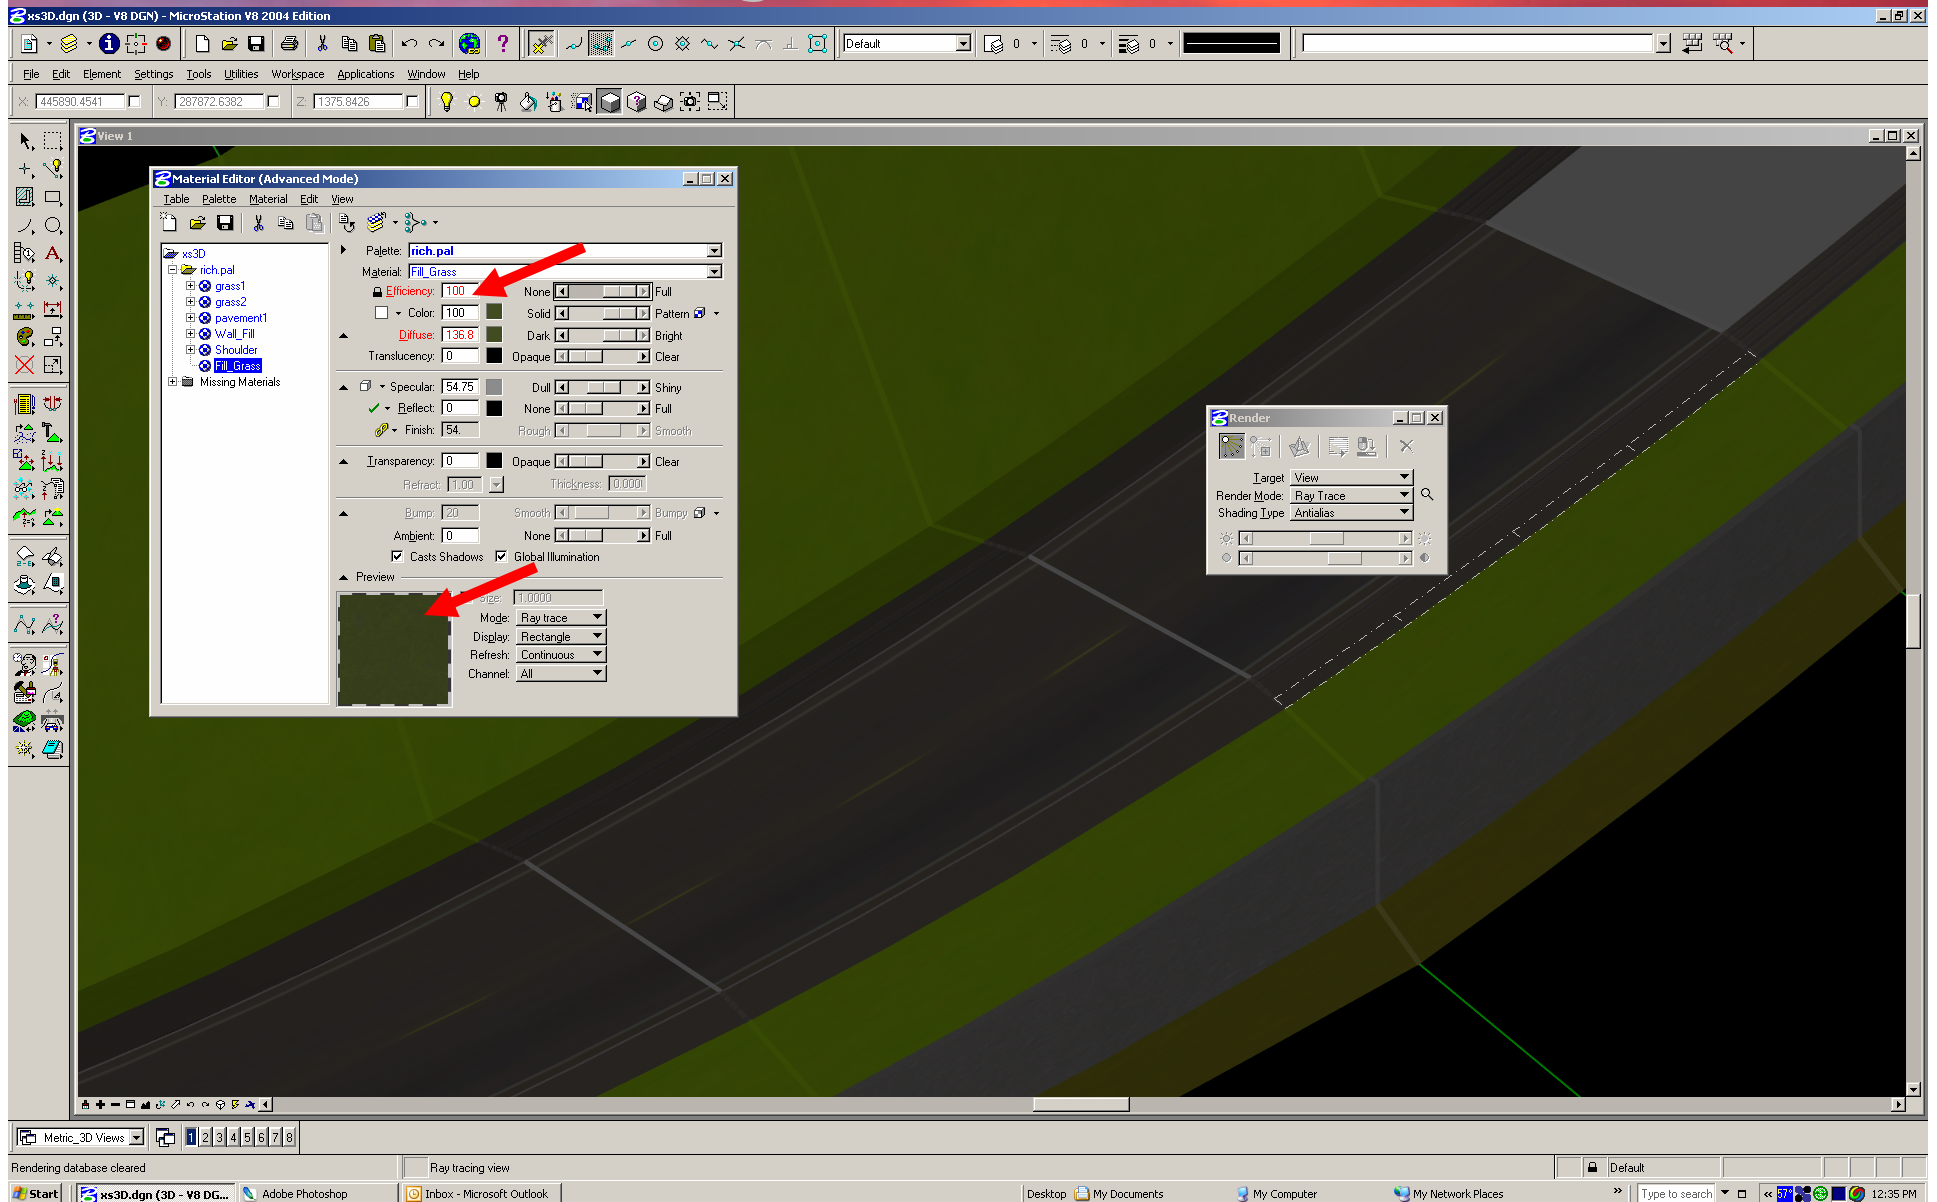 xs3D.dgn (3D - V8 DGN) - MicroStation V8 2004 Edition
Default
0
0
0
File Edit Element Settings Tools Utilities Workspace Applications Window Help
X: 445890.4541 Y: 287872.6382 Z: 1375.8426
View 1
Material Editor (Advanced Mode)
Table Palette Material Edit View
xs3D
rich.pal
grass1
grass2
pavement1
Wall_Fill
Shoulder
Fill_Grass
Missing Materials
Palette: rich.pal
Material: Fill_Grass
Efficiency: 100 None Full
Color: 100 Solid Pattern
Diffuse: 136.8 Dark Bright
Translucency: 0 Opaque Clear
Specular: 54.75 Dull Shiny
Reflect: 0 None Full
Finish: 54. Rough Smooth
Transparency: 0 Opaque Clear
Refract: 1.00 Thickness: 0.000
Bump: 20 Smooth Bumpy
Ambient: 0 None Full
Casts Shadows Global Illumination
Preview
Size: 1.0000
Mode: Ray trace
Display: Rectangle
Refresh: Continuous
Channel: All
Render
Target View
Render Mode: Ray Trace
Shading Type Antialias
Metric_3D Views 1 2 3 4 5 6 7 8
Rendering database cleared Ray tracing view Default
Start xs3D.dgn (3D - V8 DG... Adobe Photoshop Inbox - Microsoft Outlook Desktop My Documents My Computer My Network Places » Type to search « 57° 12:35 PM